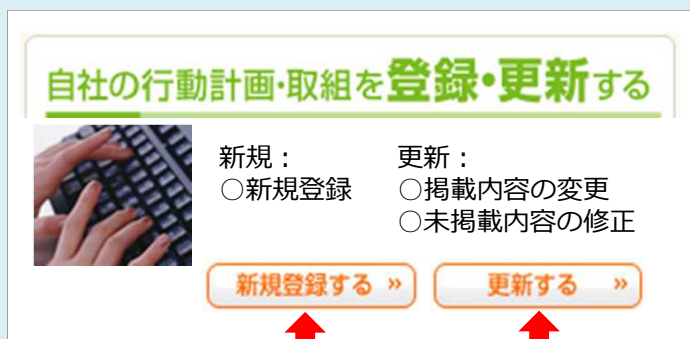 自社の行動計画・取組を登録・更新する
新規：
○新規登録
更新：
○掲載内容の変更
○未掲載内容の修正
新規登録する »
更新する »